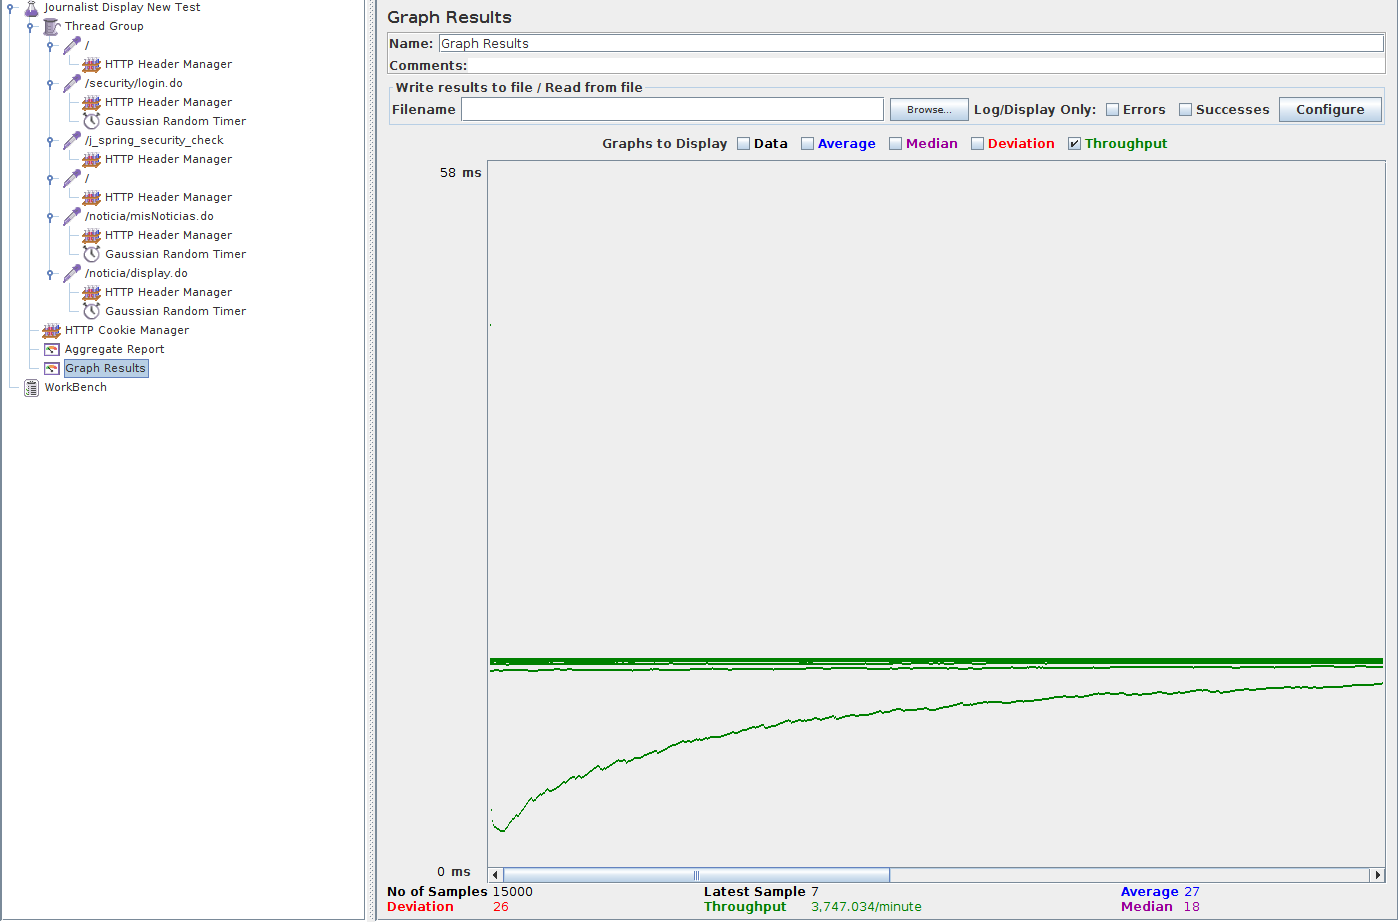 Journalist Display New Test
Thread Group
/
HTTP Header Manager
/security/login.do
HTTP Header Manager
Gaussian Random Timer
/j_spring_security_check
HTTP Header Manager
/
HTTP Header Manager
/noticia/misNoticias.do
HTTP Header Manager
Gaussian Random Timer
/noticia/display.do
HTTP Header Manager
Gaussian Random Timer
HTTP Cookie Manager
Aggregate Report
Graph Results
WorkBench
Graph Results
Name: Graph Results
Comments:
Write results to file / Read from file
Filename Browse... Log/Display Only: Errors Successes Configure
Graphs to Display Data Average Median Deviation Throughput
58 ms
0 ms
No of Samples 15000 Latest Sample 7 Average 27
Deviation 26 Throughput 3,747.034/minute Median 18